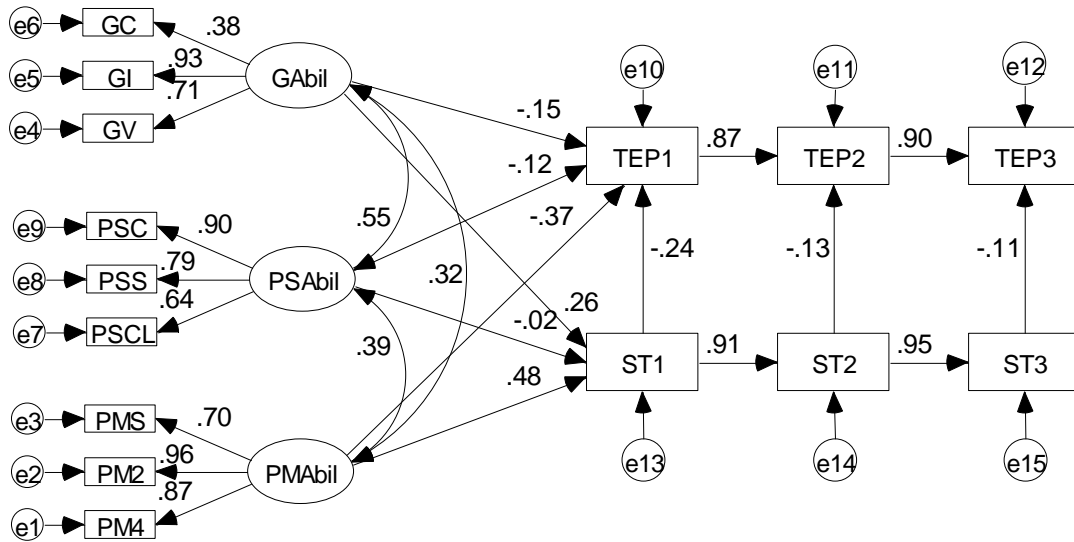 e6 GC .38
e5 GI .93 GAbil
e4 GV .71
e10 e11 e12
-.15
TEP1 .87 TEP2 .90 TEP3
-.12
-.37
.55
e9 PSC .90
e8 PSS .79 PSAbil
e7 PSCL .64
.32
-.24 -.13 -.11
.26
-.02
.39
.48
ST1 .91 ST2 .95 ST3
e3 PMS .70
e2 PM2 .96 PMAbil
e1 PM4 .87
e13 e14 e15